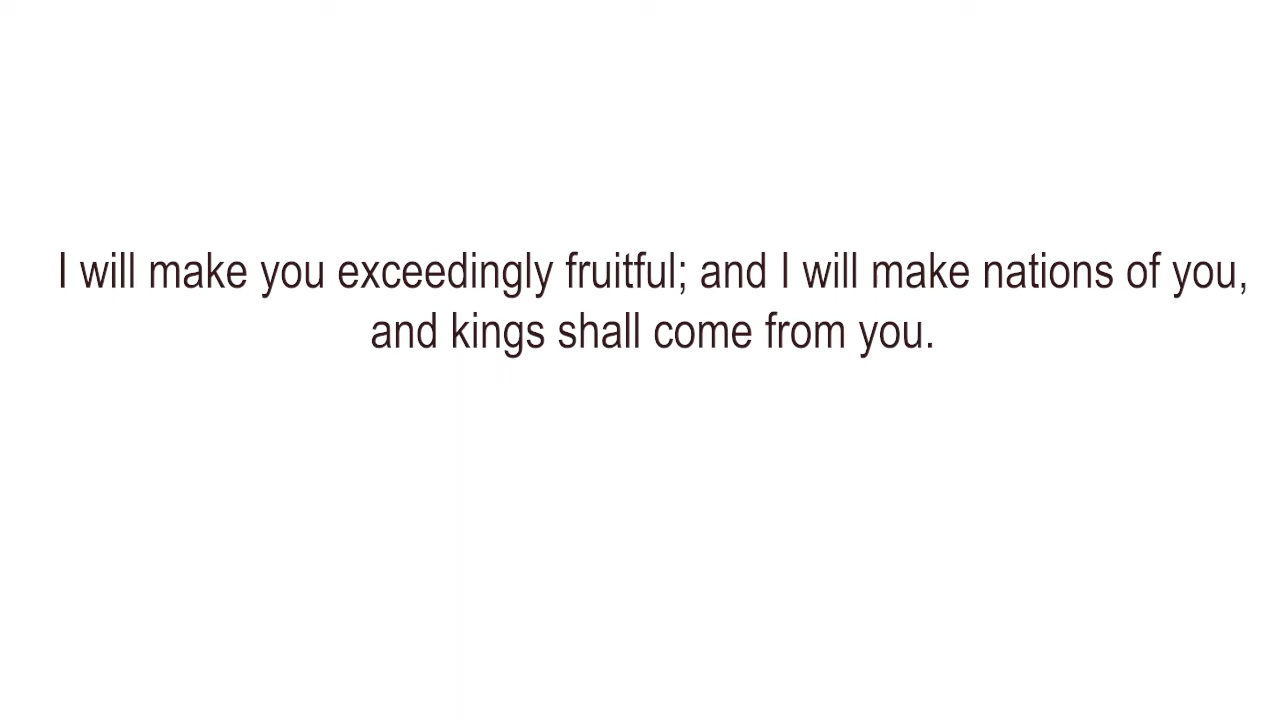 I will make you exceedingly fruitful; and I will make nations of you,
and kings shall come from you.